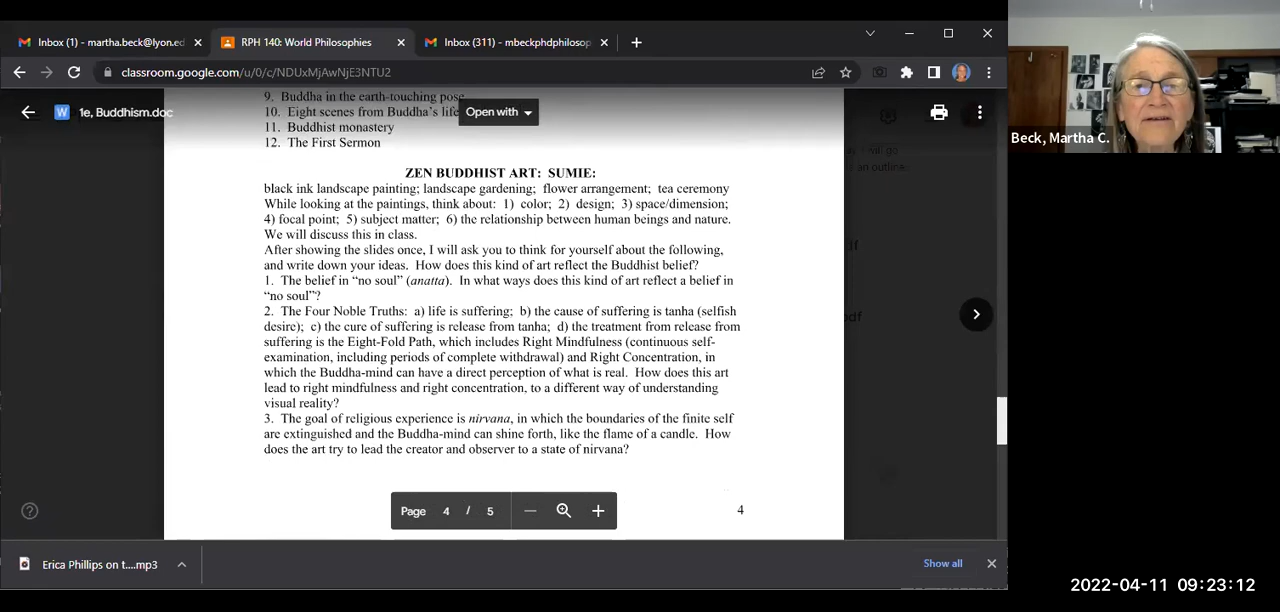 Inbox (1) - martha.beck@lyon.ed
RPH 140: World Philosophies
Inbox (311) - mbeckphdphilosop
classroom.google.com/u/0/c/NDUxMjAwNjE3NTU2
1e, Buddhism.doc
Open with
9. Buddha in the earth-touching pose
10. Eight scenes from Buddha's life
11. Buddhist monastery
12. The First Sermon
ZEN BUDDHIST ART: SUMIE:
black ink landscape painting; landscape gardening; flower arrangement; tea ceremony
While looking at the paintings, think about: 1) color; 2) design; 3) space/dimension;
4) focal point; 5) subject matter; 6) the relationship between human beings and nature.
We will discuss this in class.
After showing the slides once, I will ask you to think for yourself about the following,
and write down your ideas. How does this kind of art reflect the Buddhist belief?
1. The belief in "no soul" (anatta). In what ways does this kind of art reflect a belief in
"no soul"?
2. The Four Noble Truths: a) life is suffering; b) the cause of suffering is tanha (selfish
desire); c) the cure of suffering is release from tanha; d) the treatment from release from
suffering is the Eight-Fold Path, which includes Right Mindfulness (continuous self-
examination, including periods of complete withdrawal) and Right Concentration, in
which the Buddha-mind can have a direct perception of what is real. How does this art
lead to right mindfulness and right concentration, to a different way of understanding
visual reality?
3. The goal of religious experience is nirvana, in which the boundaries of the finite self
are extinguished and the Buddha-mind can shine forth, like the flame of a candle. How
does the art try to lead the creator and observer to a state of nirvana?
4
Page 4 / 5
will go
is an outline:
df
Erica Phillips on t....mp3
Show all
Beck, Martha C.
2022-04-11 09:23:12